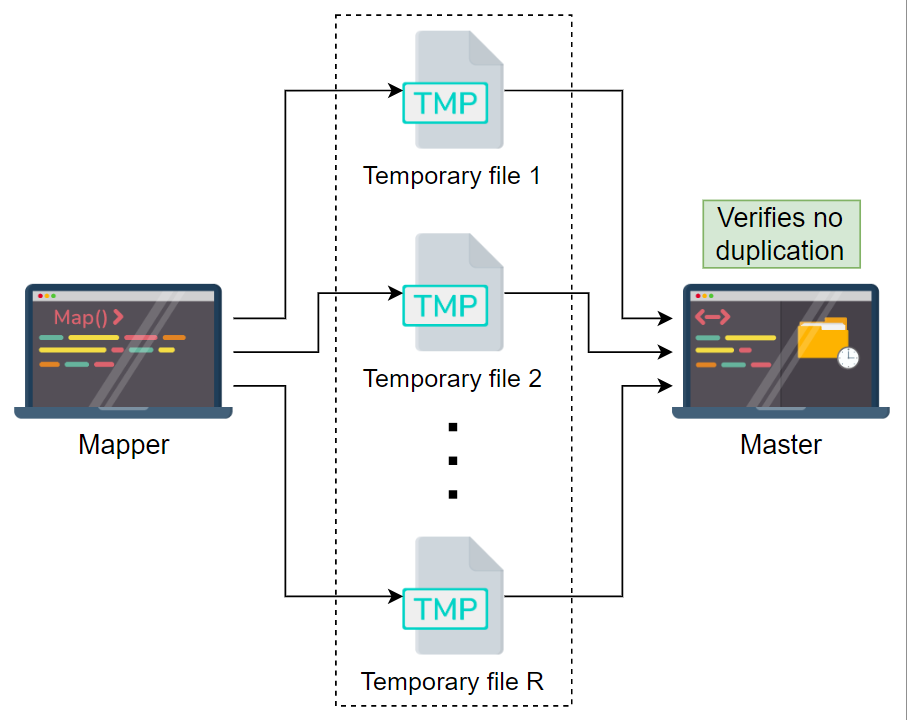 TMP
Temporary file 1
Verifies no
duplication
TMP
Map()
Temporary file 2
Mapper
Master
TMP
Temporary file R